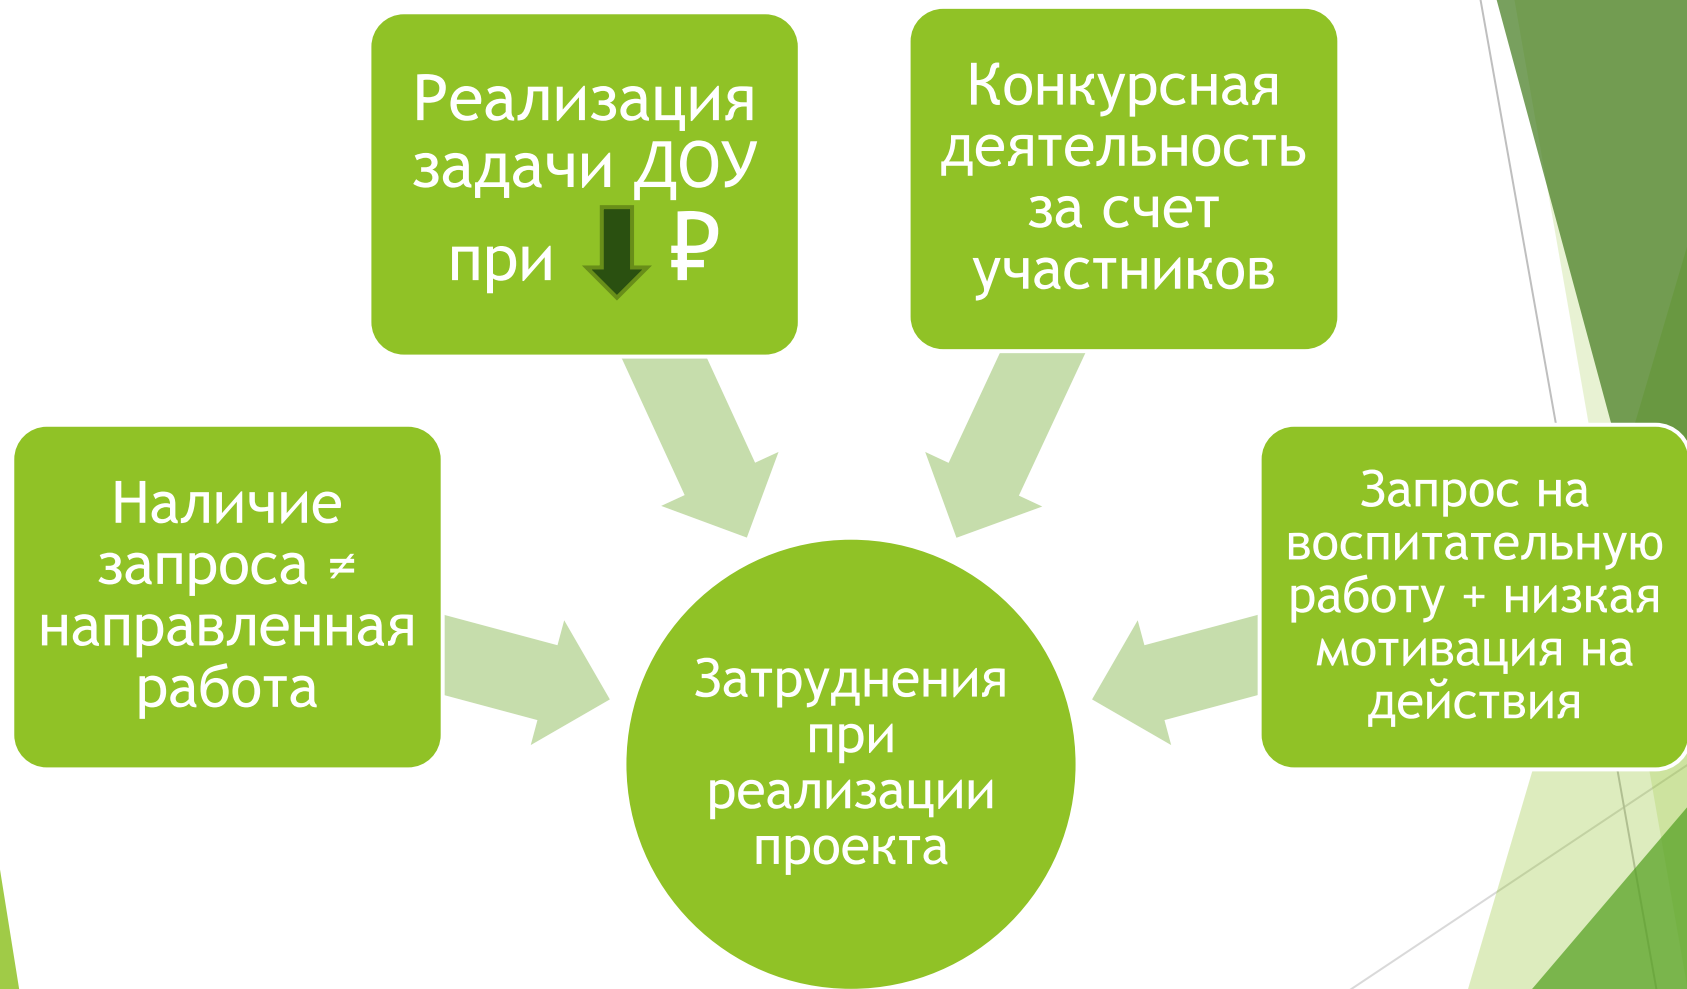 Реализация
задачи ДОУ
при ₽
Конкурсная
деятельность
за счет
участников
Наличие
запроса ≠
направленная
работа
Запрос на
воспитательную
работу + низкая
мотивация на
действия
Затруднения
при
реализации
проекта